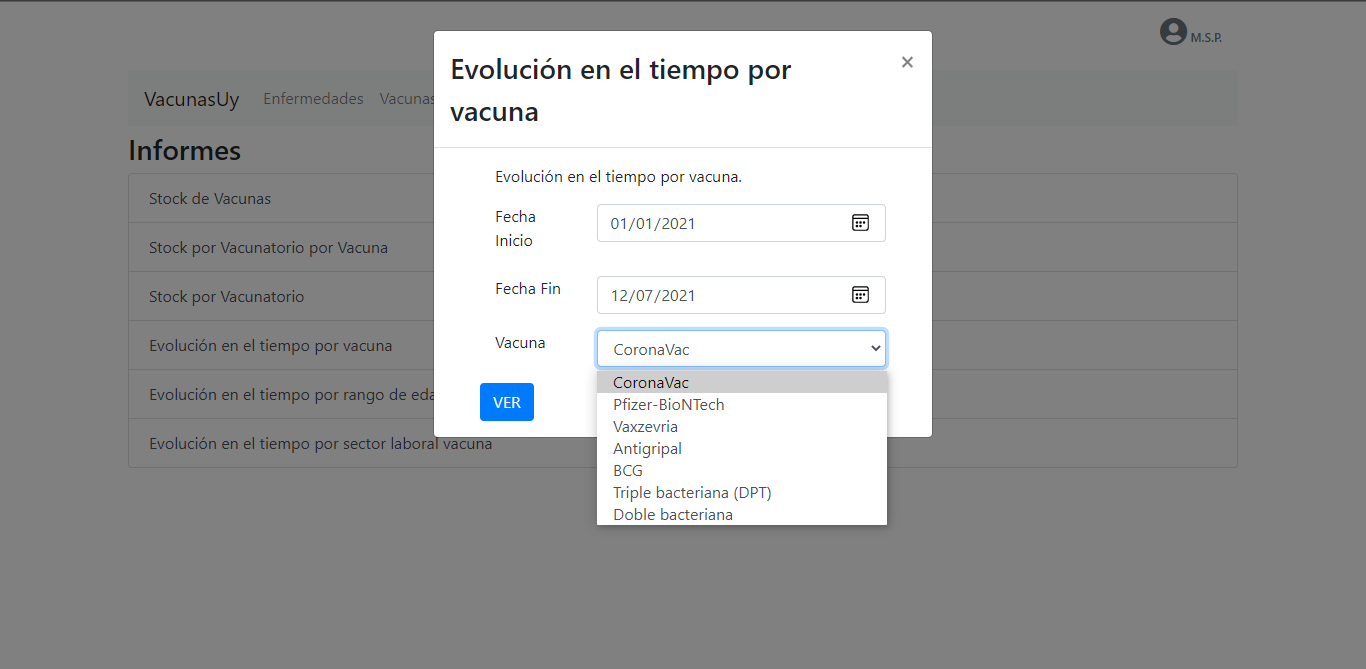 M.S.P.
VacunasUy Enfermedades Vacunas
Informes
Stock de Vacunas
Stock por Vacunatorio por Vacuna
Stock por Vacunatorio
Evolución en el tiempo por vacuna
Evolución en el tiempo por rango de eda
Evolución en el tiempo por sector laboral vacuna
Evolución en el tiempo por
vacuna
×
Evolución en el tiempo por vacuna.
Fecha
Inicio
01/01/2021
Fecha Fin
12/07/2021
Vacuna
CoronaVac
CoronaVac
Pfizer-BioNTech
Vaxzevria
Antigripal
BCG
Triple bacteriana (DPT)
Doble bacteriana
VER